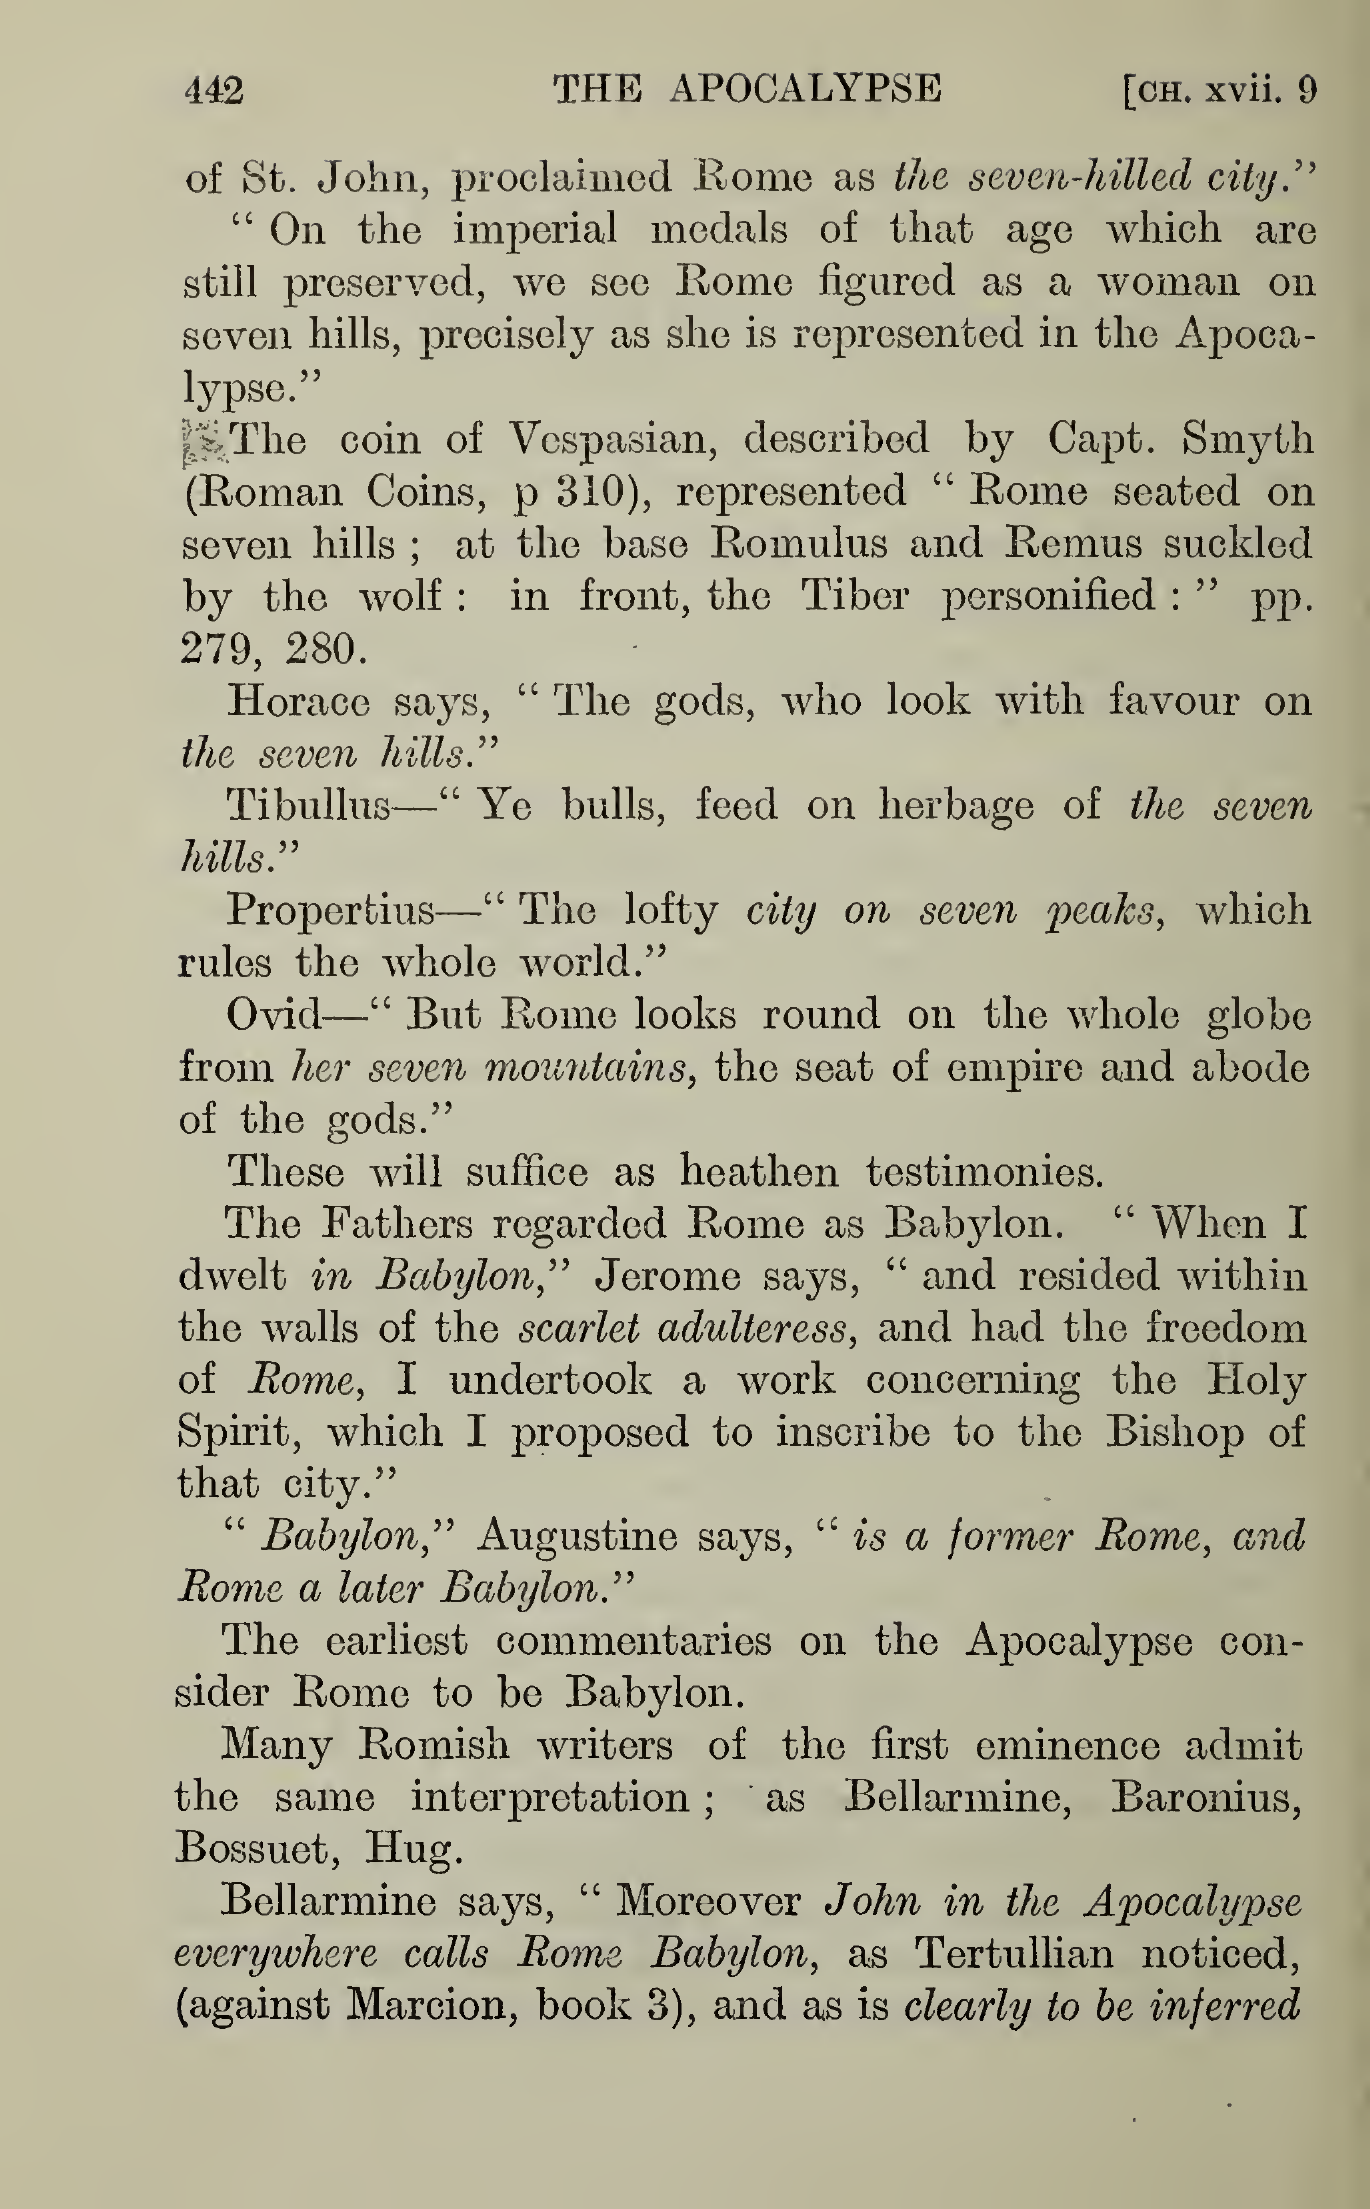 442 THE APOCALYPSE [CH. xvii. 9
of St. John, proclaimed Rome as the seven-hilled city."
" On the imperial medals of that age which are
still preserved, we see Rome figured as a woman on
seven hills, precisely as she is represented in the Apoca-
lypse."
The coin of Vespasian, described by Capt. Smyth
(Roman Coins, p 310), represented " Rome seated on
seven hills ; at the base Romulus and Remus suckled
by the wolf : in front, the Tiber personified : " pp.
279, 280.
Horace says, " The gods, who look with favour on
the seven hills."
Tibullus—" Ye bulls, feed on herbage of the seven
hills."
Propertius—" The lofty city on seven peaks, which
rules the whole world."
Ovid—" But Rome looks round on the whole globe
from her seven mountains, the seat of empire and abode
of the gods."
These will suffice as heathen testimonies.
The Fathers regarded Rome as Babylon. " When I
dwelt in Babylon," Jerome says, " and resided within
the walls of the scarlet adulteress, and had the freedom
of Rome, I undertook a work concerning the Holy
Spirit, which I proposed to inscribe to the Bishop of
that city."
" Babylon," Augustine says, " is a former Rome, and
Rome a later Babylon."
The earliest commentaries on the Apocalypse con-
sider Rome to be Babylon.
Many Romish writers of the first eminence admit
the same interpretation ; as Bellarmine, Baronius,
Bossuet, Hug.
Bellarmine says, " Moreover John in the Apocalypse
everywhere calls Rome Babylon, as Tertullian noticed,
(against Marcion, book 3), and as is clearly to be inferred